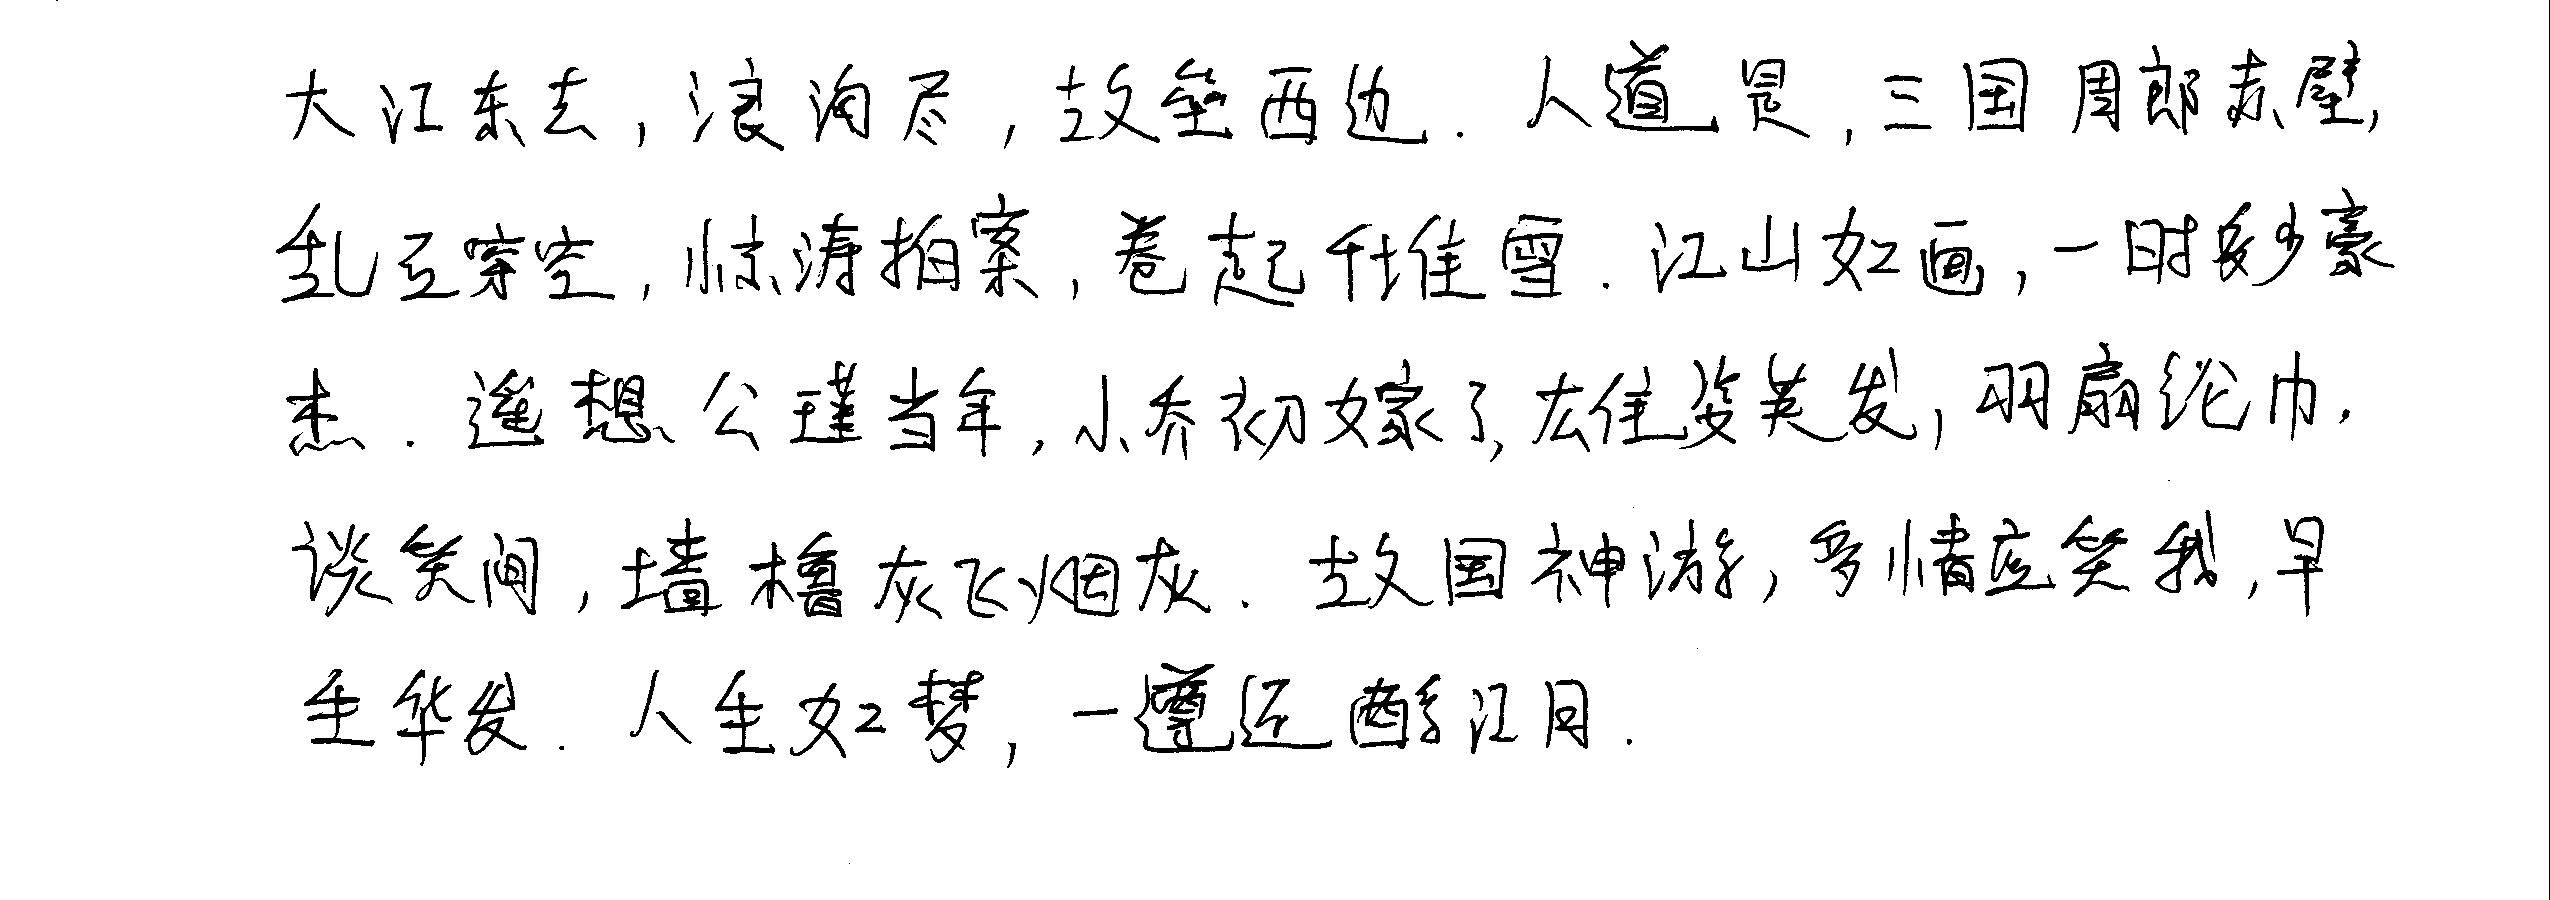 大江东去,浪淘尽,故垒西边.人道是,三国周郎赤壁,
乱石穿空,惊涛拍案,卷起千堆雪.江山如画,一时多少豪
杰.遥想公瑾当年,小乔初嫁了,雄姿英发,羽扇纶巾.
谈笑间,墙橹灰飞烟灰.故国神游,多情应笑我,早
生华发.人生如梦,一遵还酹江月.